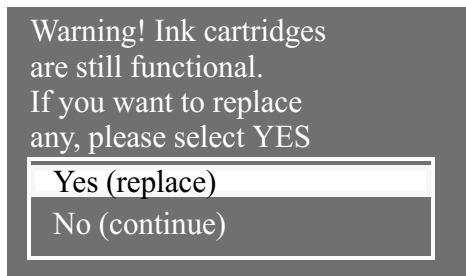 Warning! Ink cartridges
are still functional.
If you want to replace
any, please select YES
Yes (replace)
No (continue)